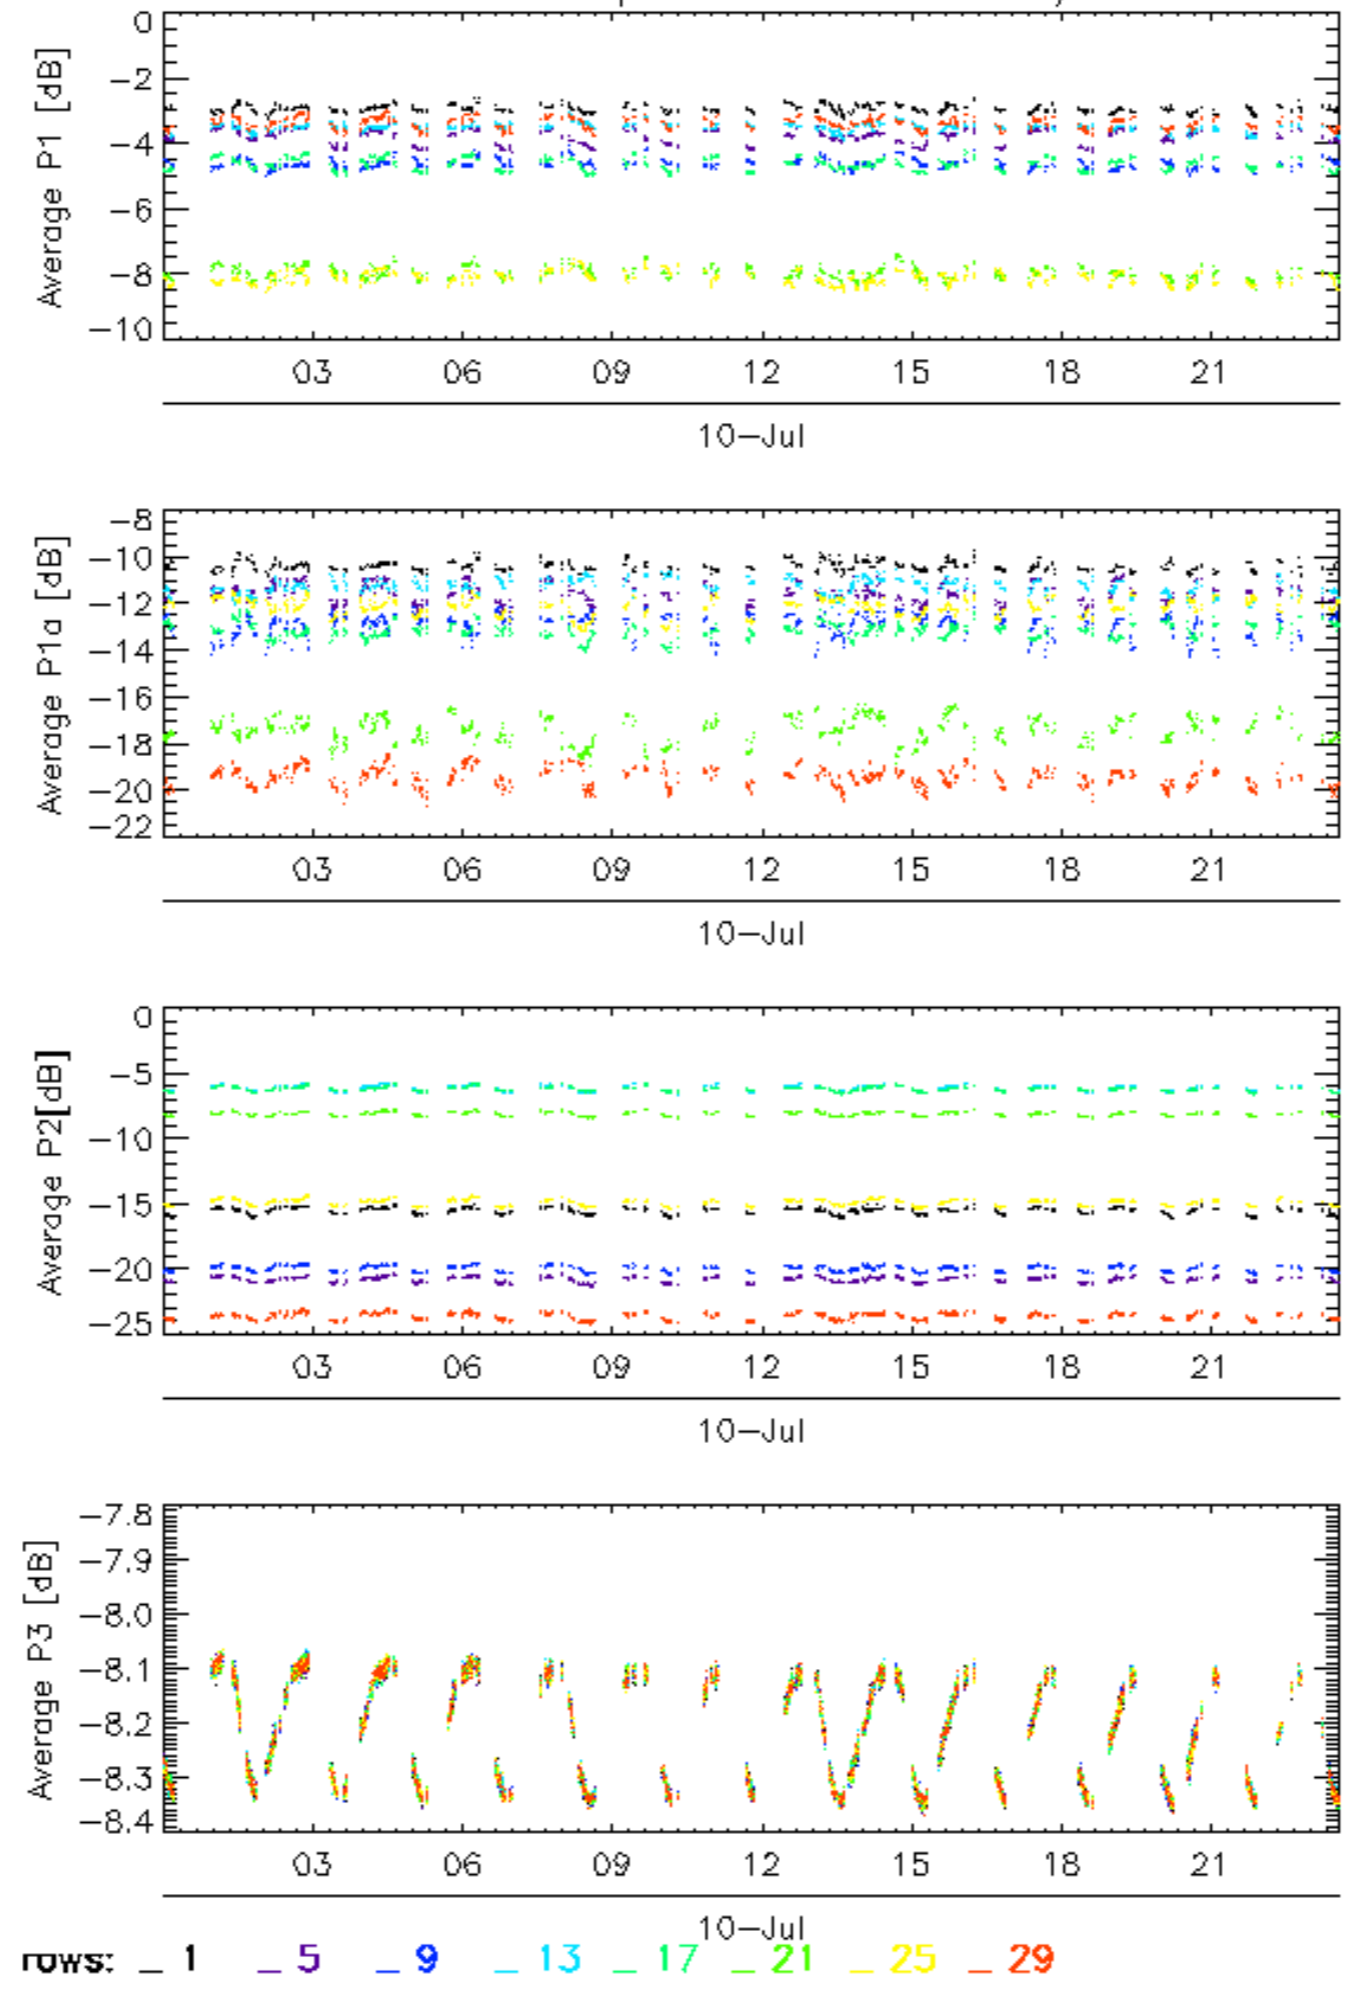 0
−2
−4
−6
−8
−10
Average P1 [dB]
03 06 09 12 15 18 21
10−Jul
−8
−10
−12
−14
−16
−18
−20
−22
Average P1a [dB]
03 06 09 12 15 18 21
10−Jul
0
−5
−10
−15
−20
−25
Average P2[dB]
03 06 09 12 15 18 21
10−Jul
−7.8
−7.9
−8.0
−8.1
−8.2
−8.3
−8.4
Average P3 [dB]
03 06 09 12 15 18 21
10−Jul
rows: _ 1 _ 5 _ 9 _ 13 _ 17 _ 21 _ 25 _ 29